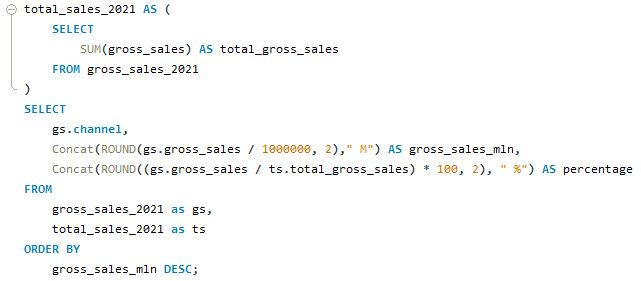 total_sales_2021 AS (
SELECT
SUM(gross_sales) AS total_gross_sales
FROM gross_sales_2021
)
SELECT
gs.channel,
Concat(ROUND(gs.gross_sales / 1000000, 2)," M") AS gross_sales_mln,
Concat(ROUND((gs.gross_sales / ts.total_gross_sales) * 100, 2), " %") AS percentage
FROM
gross_sales_2021 as gs,
total_sales_2021 as ts
ORDER BY
gross_sales_mln DESC;